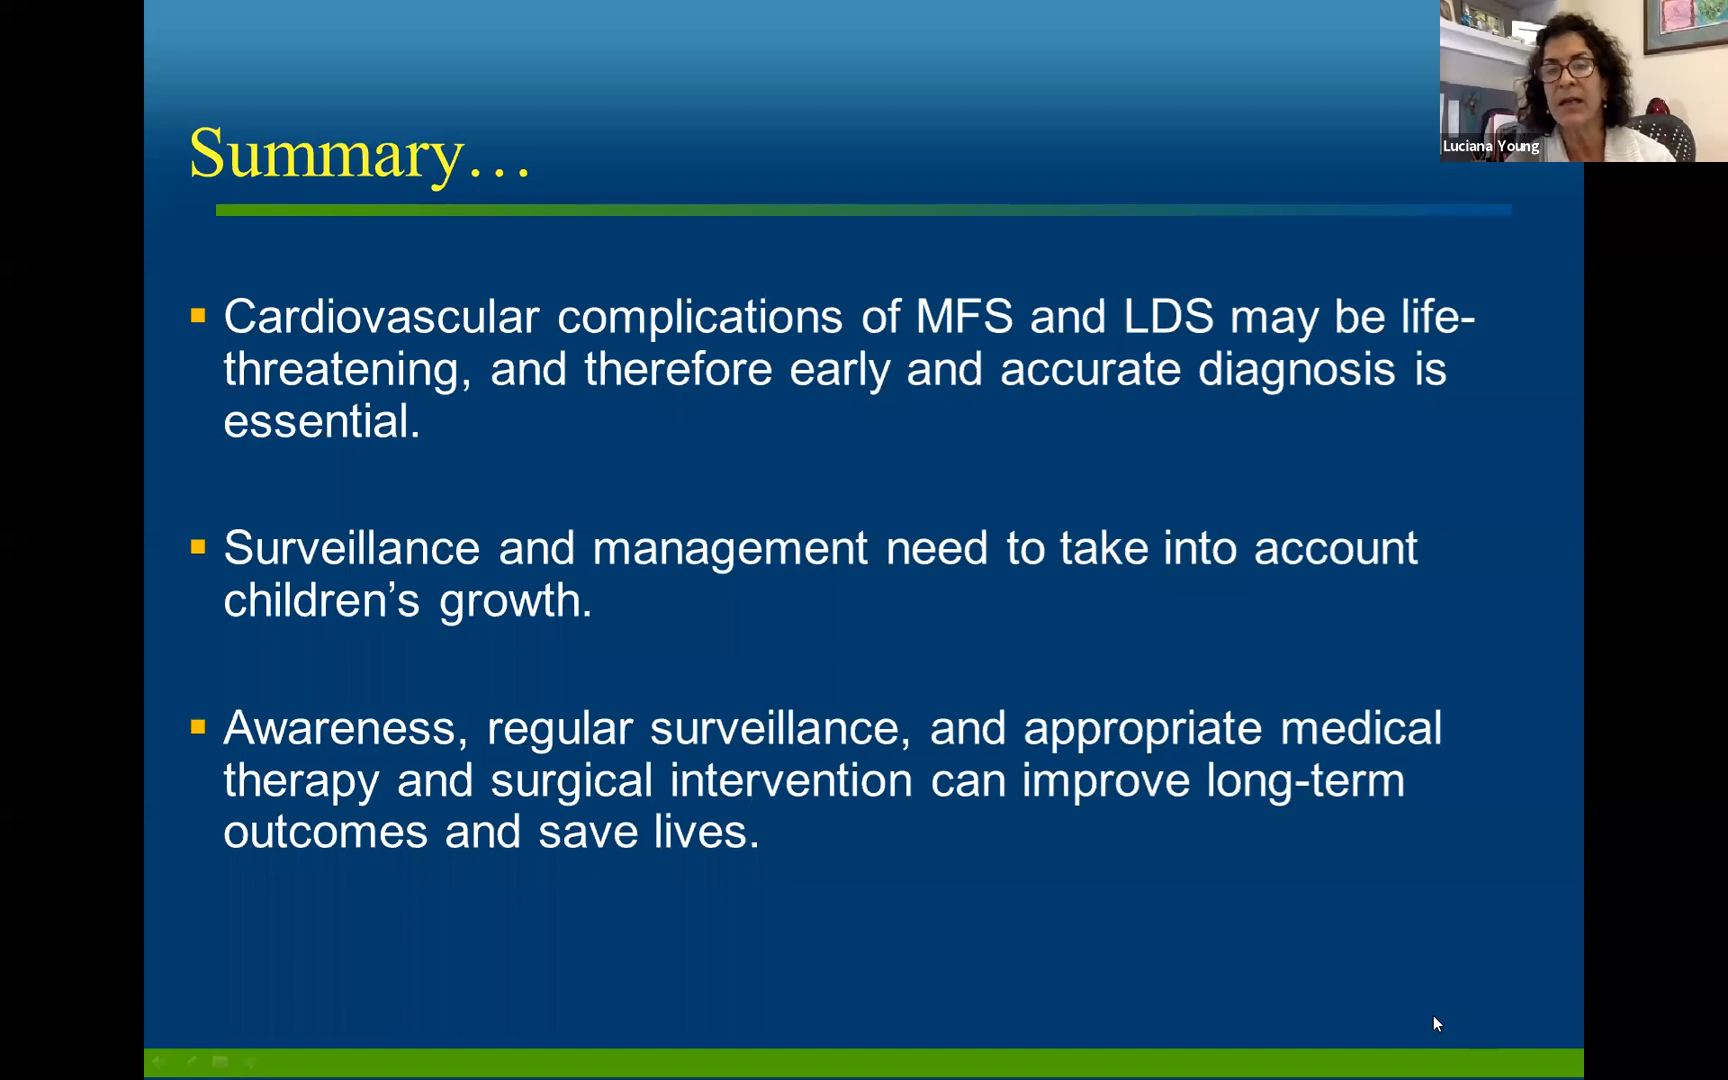 Luciana Young
Summary…
▪ Cardiovascular complications of MFS and LDS may be life-
threatening, and therefore early and accurate diagnosis is
essential.
▪ Surveillance and management need to take into account
children’s growth.
▪ Awareness, regular surveillance, and appropriate medical
therapy and surgical intervention can improve long-term
outcomes and save lives.